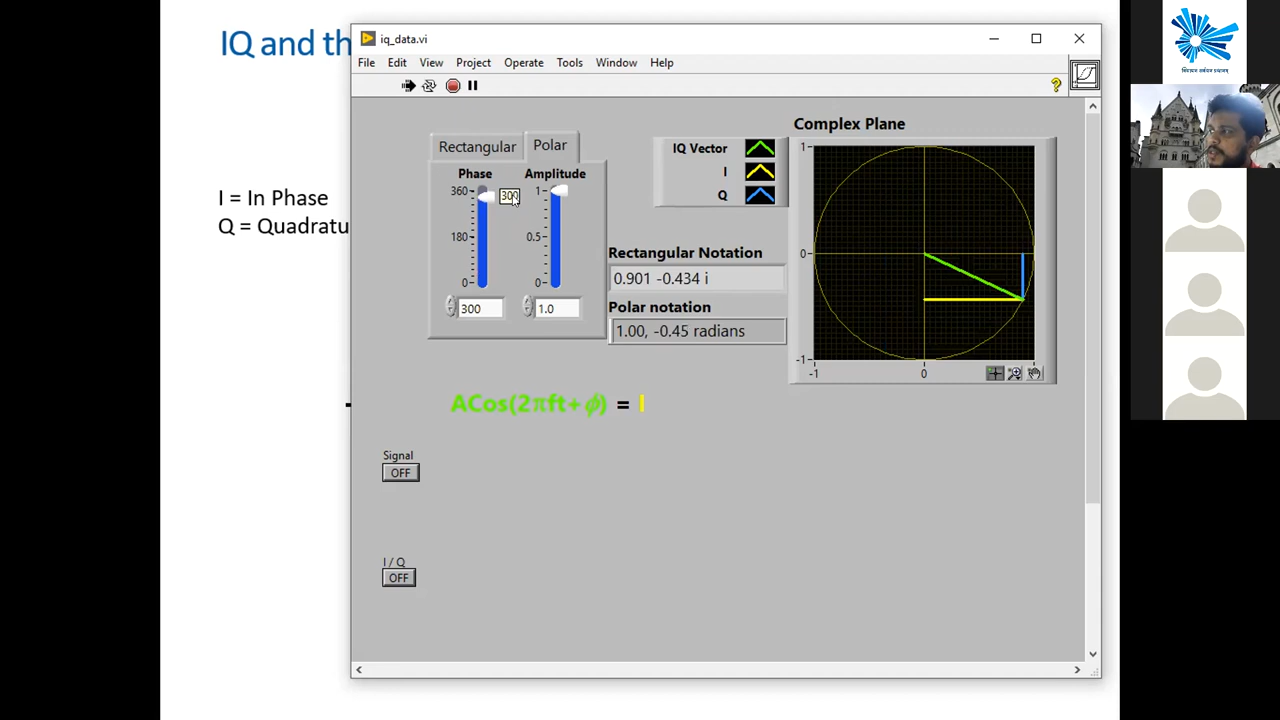 IQ and th
iq_data.vi
File Edit View Project Operate Tools Window Help
I = In Phase
Q = Quadratu
Rectangular Polar
Phase Amplitude
360
180
0
300
1
0.5
0
300
1.0
IQ Vector
I
Q
Rectangular Notation
0.901 -0.434 i
Polar notation
1.00, -0.45 radians
Complex Plane
1
0
-1
-1 0 1
ACos(2πft+ϕ) = I
Signal
OFF
I / Q
OFF